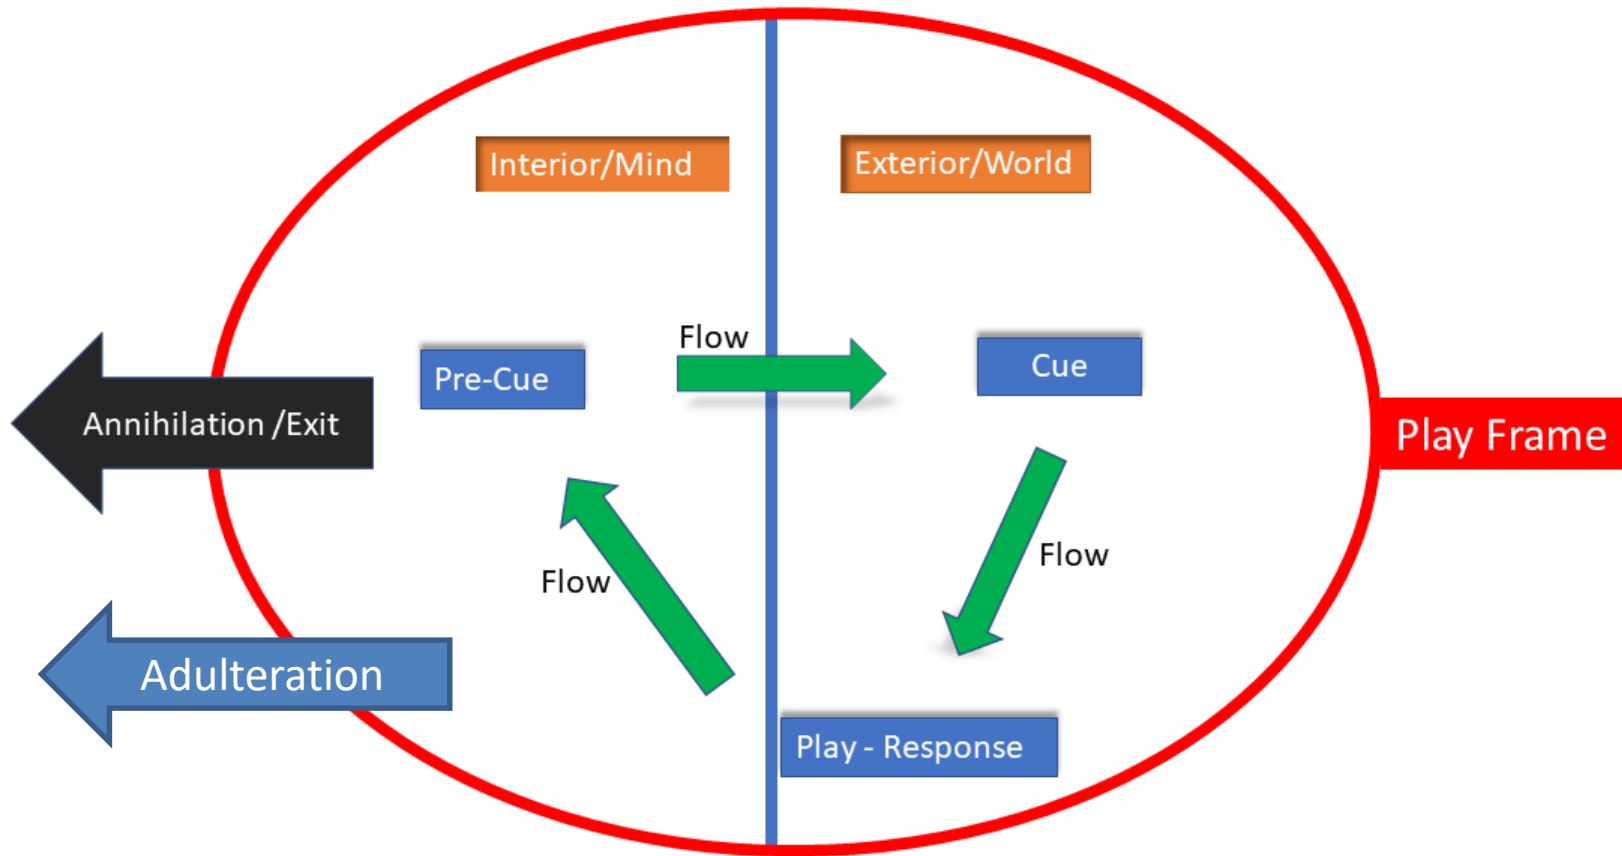 Interior/Mind
Exterior/World
Flow
Pre-Cue
Cue
Annihilation /Exit
Play Frame
Flow
Flow
Adulteration
Play - Response